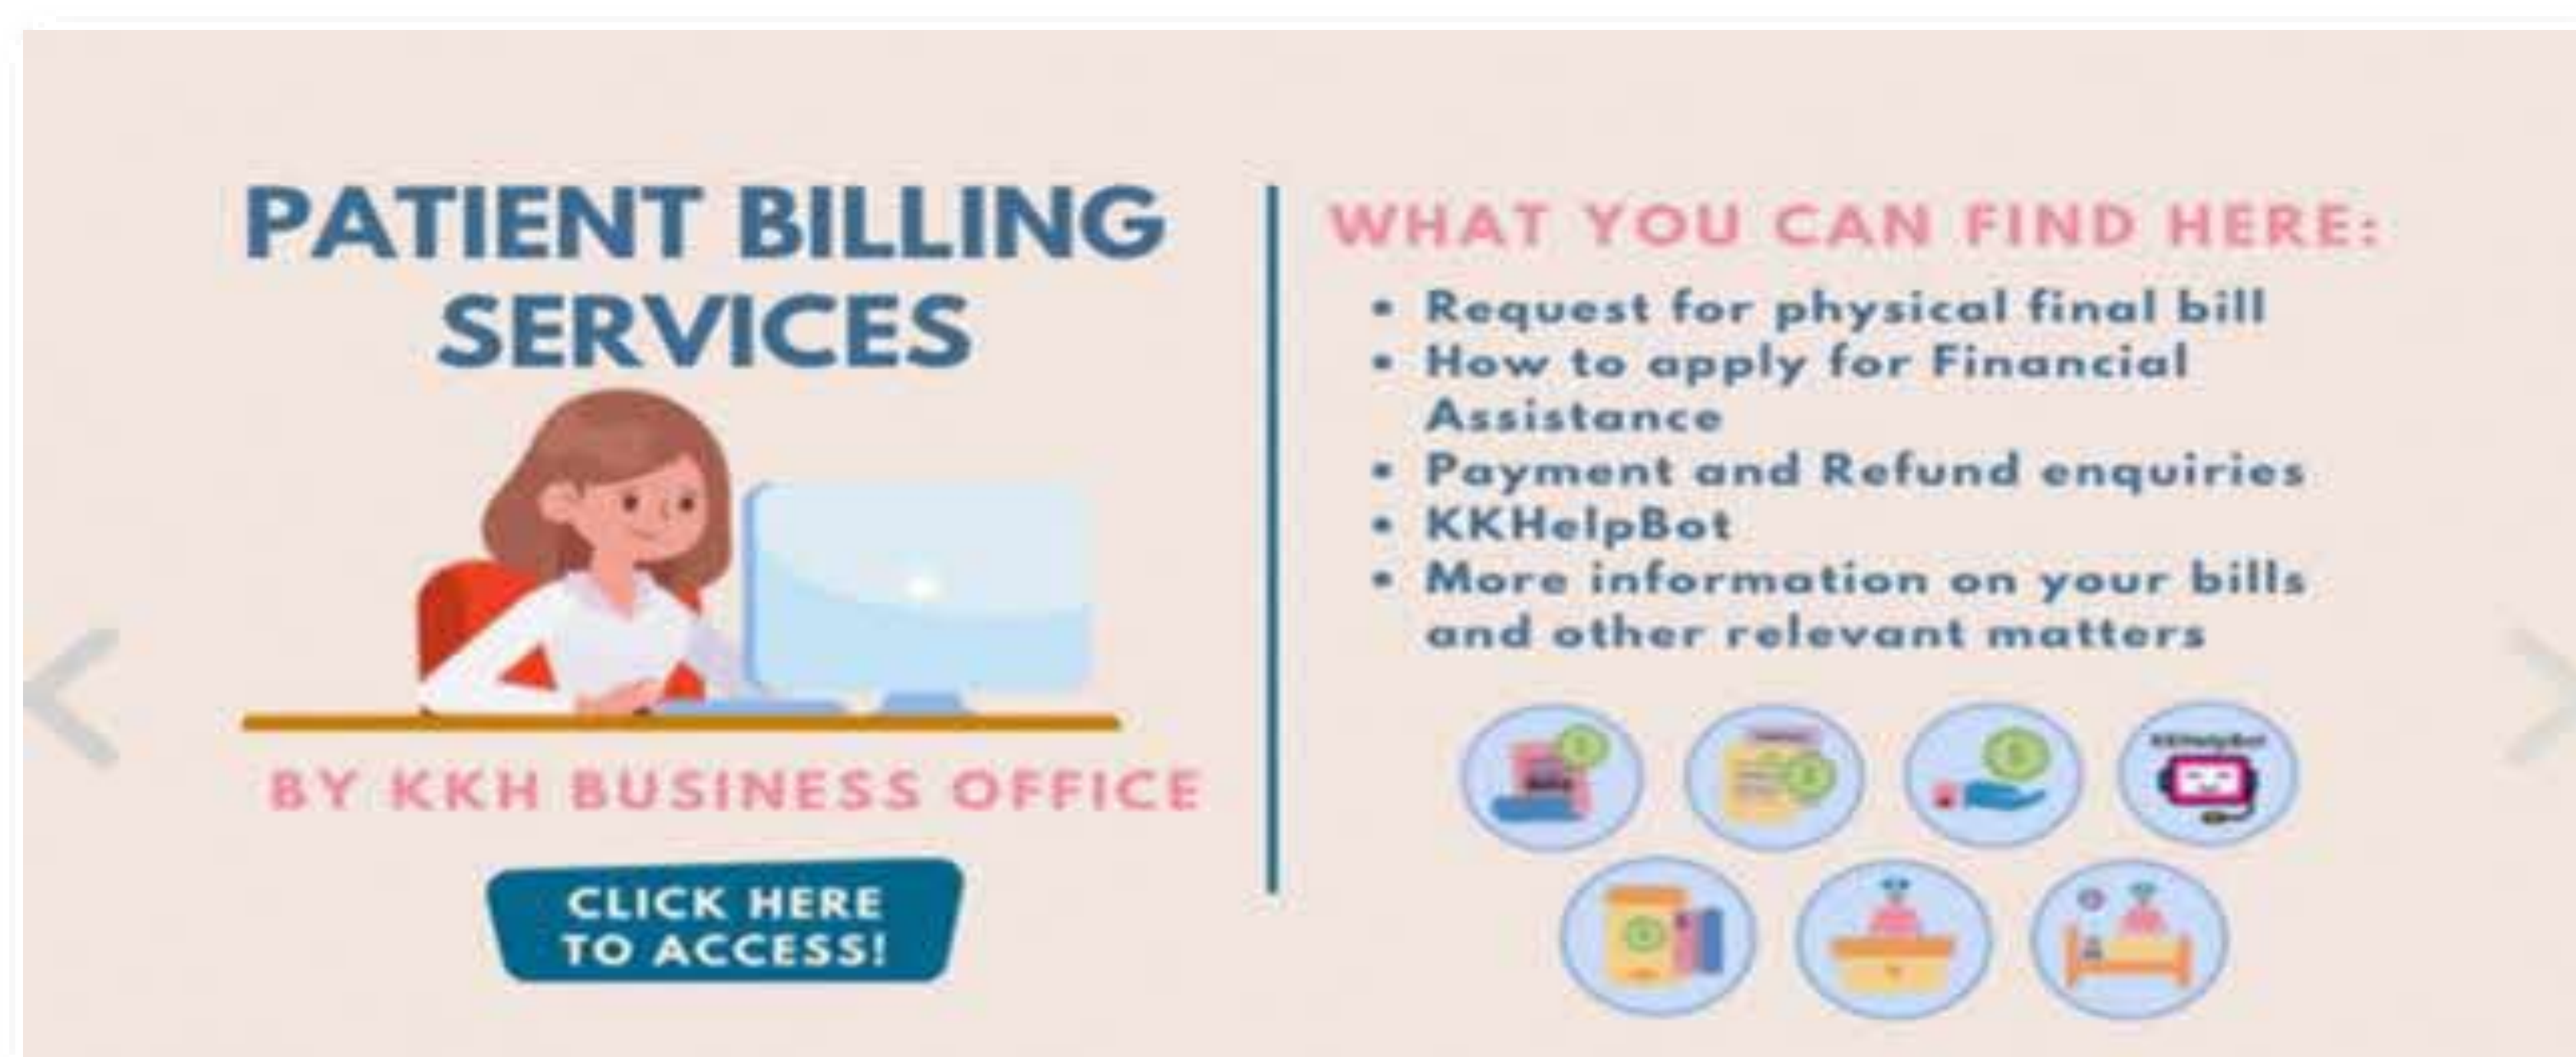 PATIENT BILLING
SERVICES
BY KKH BUSINESS OFFICE
CLICK HERE
TO ACCESS!
WHAT YOU CAN FIND HERE:
• Request for physical final bill
• How to apply for Financial
Assistance
• Payment and Refund enquiries
• KKHelpBot
• More information on your bills
and other relevant matters
KKHelpBot